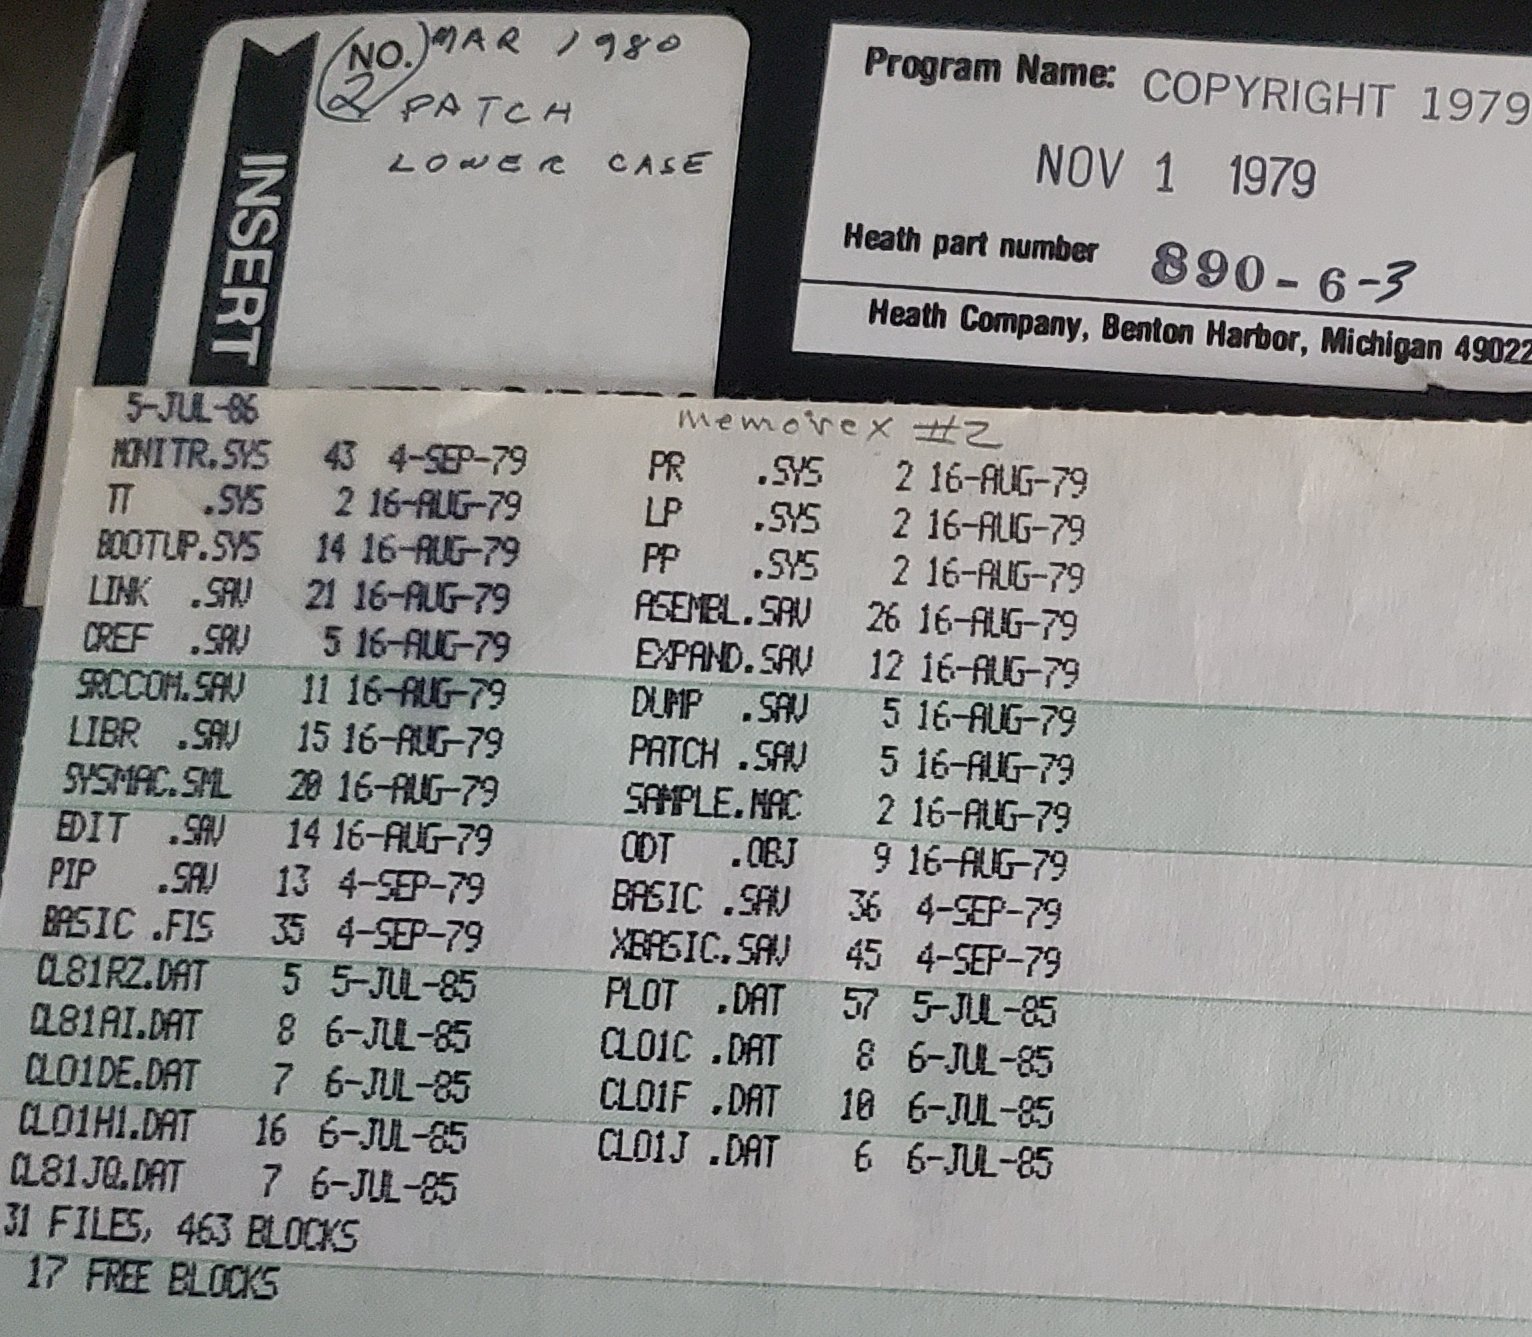 NO. MAR 1980
2 PATCH
LOWER CASE
INSERT
Program Name: COPYRIGHT 1979
NOV 1 1979
Heath part number 890-6-3
Heath Company, Benton Harbor, Michigan 49022
5-JUL-86 memorex #2
MONITR.SYS 43 4-SEP-79 PR .SYS 2 16-AUG-79
TT .SYS 2 16-AUG-79 LP .SYS 2 16-AUG-79
BOOTUP.SYS 14 16-AUG-79 PP .SYS 2 16-AUG-79
LINK .SAV 21 16-AUG-79 ASEMBL.SAV 26 16-AUG-79
CREF .SAV 5 16-AUG-79 EXPAND.SAV 12 16-AUG-79
SRCCOM.SAV 11 16-AUG-79 DUMP .SAV 5 16-AUG-79
LIBR .SAV 15 16-AUG-79 PATCH .SAV 5 16-AUG-79
SYSMAC.SML 20 16-AUG-79 SAMPLE.MAC 2 16-AUG-79
EDIT .SAV 14 16-AUG-79 ODT .OBJ 9 16-AUG-79
PIP .SAV 13 4-SEP-79 BASIC .SAV 36 4-SEP-79
BASIC .FIS 35 4-SEP-79 XBASIC.SAV 45 4-SEP-79
CL81RZ.DAT 5 5-JUL-85 PLOT .DAT 57 5-JUL-85
CL81AI.DAT 8 6-JUL-85 CLO1C .DAT 8 6-JUL-85
CLO1DE.DAT 7 6-JUL-85 CLO1F .DAT 10 6-JUL-85
CLO1HI.DAT 16 6-JUL-85 CLO1J .DAT 6 6-JUL-85
CL81JQ.DAT 7 6-JUL-85
31 FILES, 463 BLOCKS
17 FREE BLOCKS